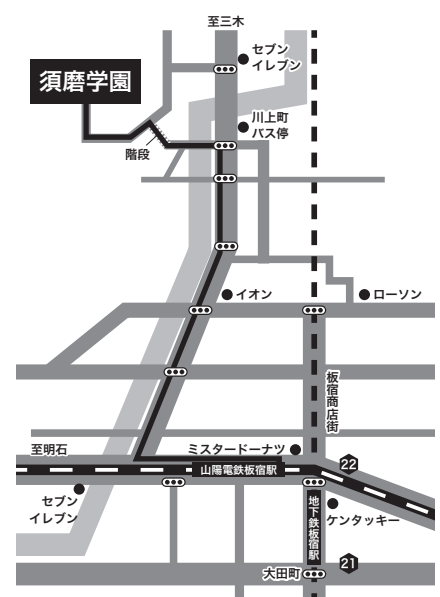 至三木
セブン
イレブン
須磨学園
川上町
バス停
階段
イオン
ローソン
板宿商店街
至明石
ミスタードーナツ
山陽電鉄板宿駅
22
セブン
イレブン
地下鉄板宿駅
ケンタッキー
大田町
21